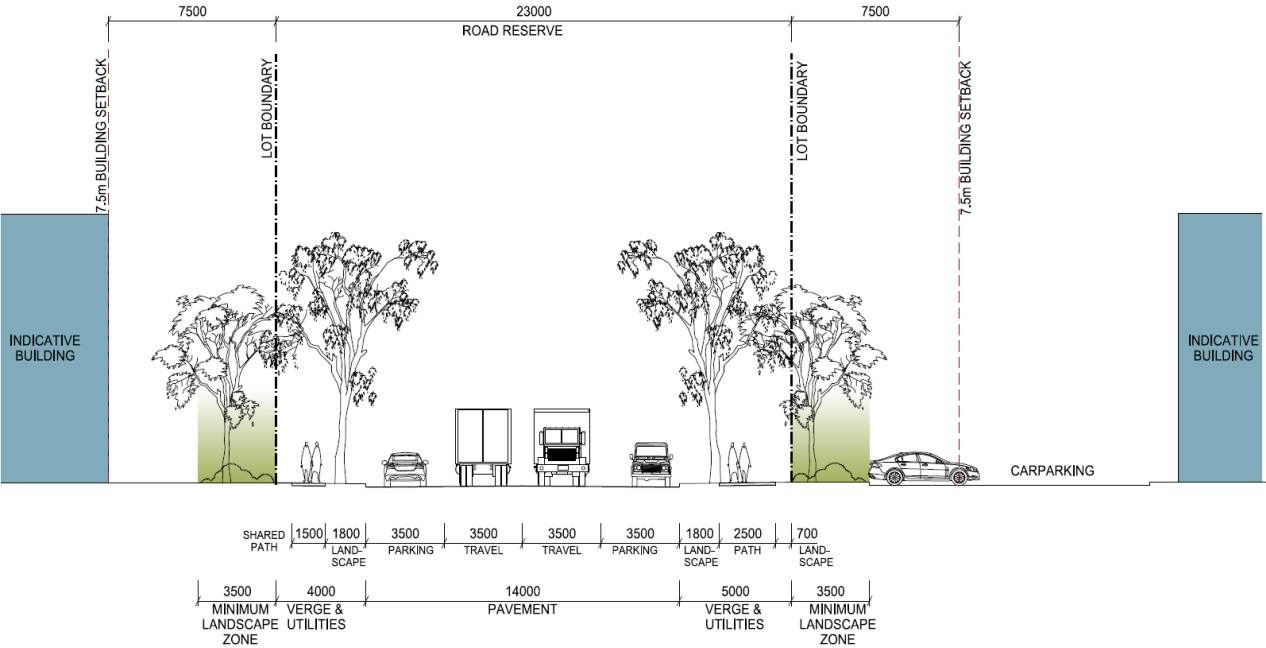 7500
23000
7500
ROAD RESERVE
7.5m BUILDING SETBACK
LOT BOUNDARY
LOT BOUNDARY
7.5m BUILDING SETBACK
INDICATIVE
BUILDING
INDICATIVE
BUILDING
CARPARKING
SHARED
PATH
1500
1800
LAND-
SCAPE
3500
PARKING
3500
TRAVEL
3500
TRAVEL
3500
PARKING
1800
LAND-
SCAPE
2500
PATH
700
LAND-
SCAPE
3500
MINIMUM
LANDSCAPE
ZONE
4000
VERGE &
UTILITIES
14000
PAVEMENT
5000
VERGE &
UTILITIES
3500
MINIMUM
LANDSCAPE
ZONE